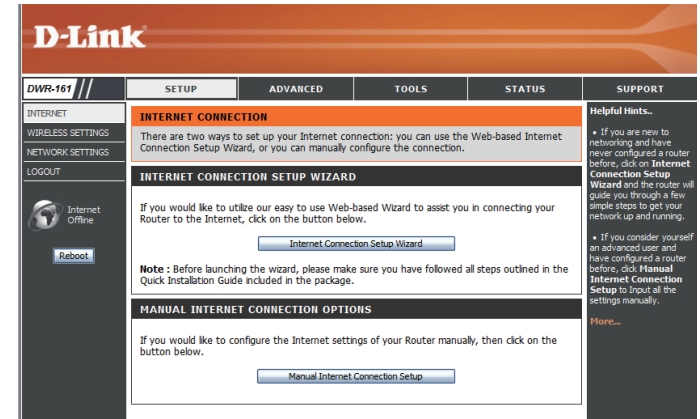 D-Link
DWR-161 //
SETUP ADVANCED TOOLS STATUS SUPPORT
INTERNET
WIRELESS SETTINGS
NETWORK SETTINGS
LOGOUT
Internet
Offline
Reboot
INTERNET CONNECTION
There are two ways to set up your Internet connection: you can use the Web-based Internet
Connection Setup Wizard, or you can manually configure the connection.
INTERNET CONNECTION SETUP WIZARD
If you would like to utilize our easy to use Web-based Wizard to assist you in connecting your
Router to the Internet, click on the button below.
Internet Connection Setup Wizard
Note : Before launching the wizard, please make sure you have followed all steps outlined in the
Quick Installation Guide included in the package.
MANUAL INTERNET CONNECTION OPTIONS
If you would like to configure the Internet settings of your Router manually, then click on the
button below.
Manual Internet Connection Setup
Helpful Hints..
• If you are new to
networking and have
never configured a router
before, click on Internet
Connection Setup
Wizard and the router will
guide you through a few
simple steps to get your
network up and running.
• If you consider yourself
an advanced user and
have configured a router
before, click Manual
Internet Connection
Setup to Input all the
settings manually.
More...